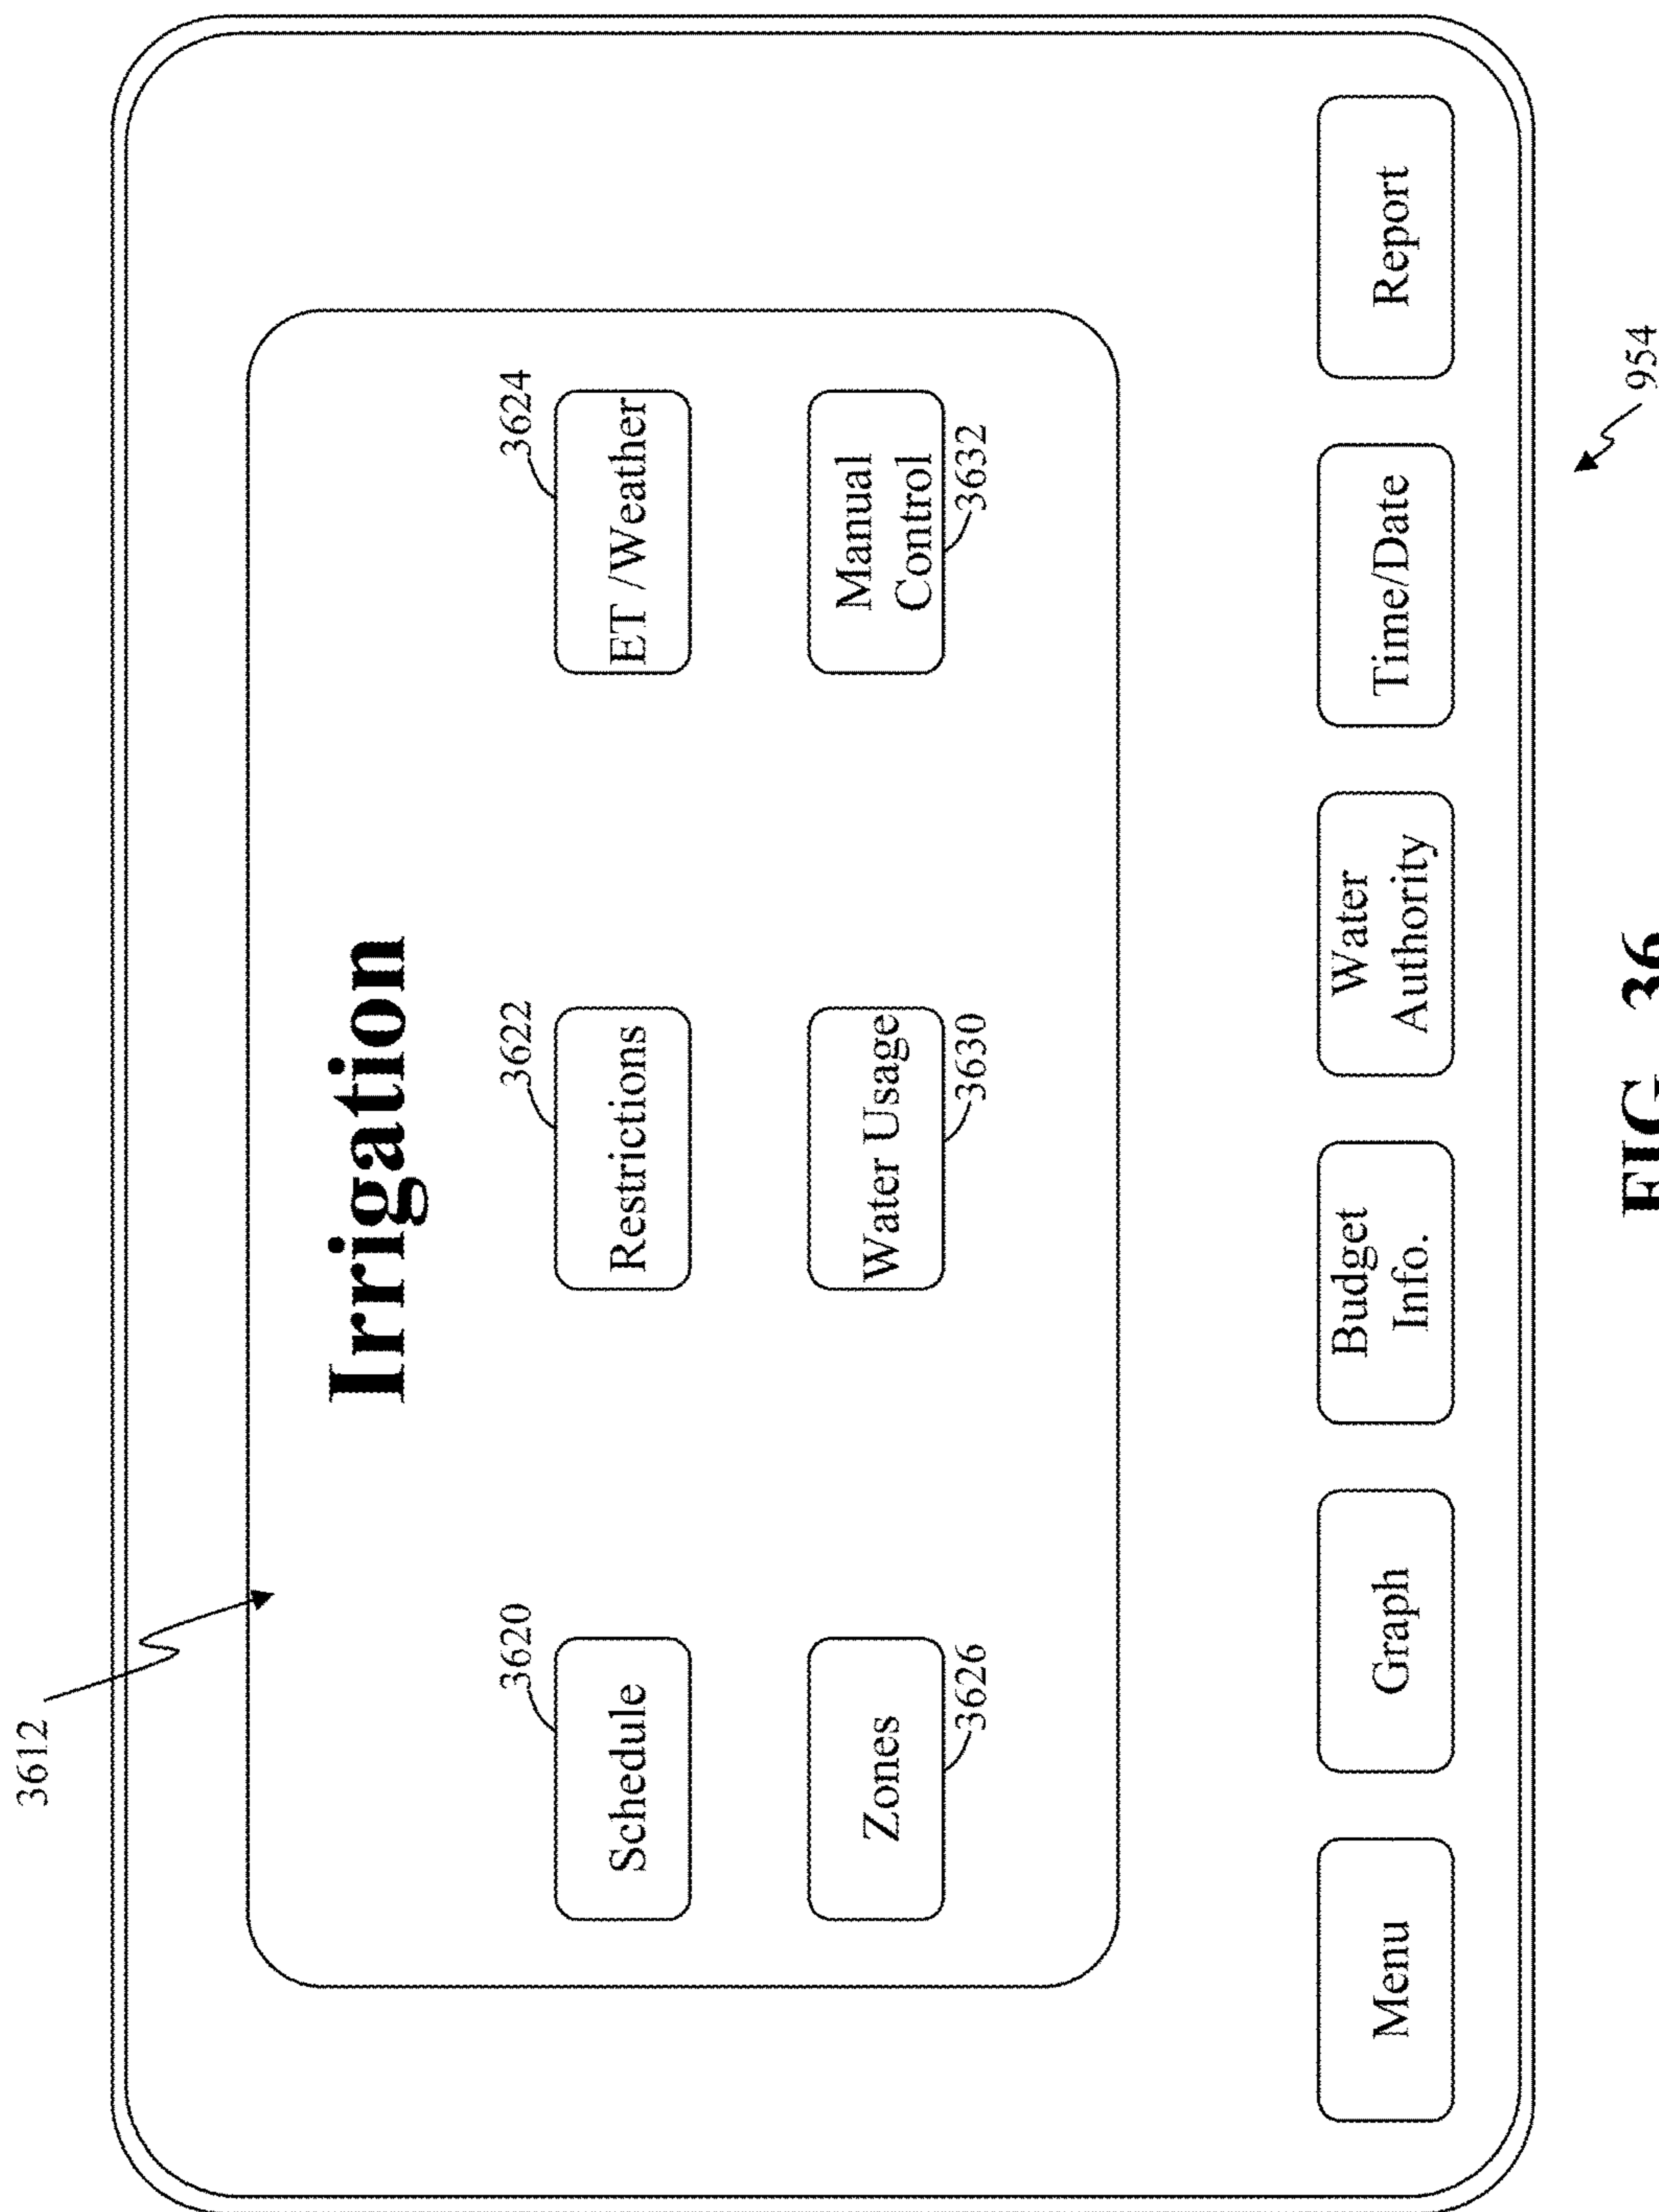 3612
Irrigation
3620
3622
3624
Schedule
Restrictions
ET /Weather
Zones
Water Usage
Manual
Control
3626
3630
3632
Menu
Graph
Budget
Info.
Water
Authority
Time/Date
Report
954
FIG. 36